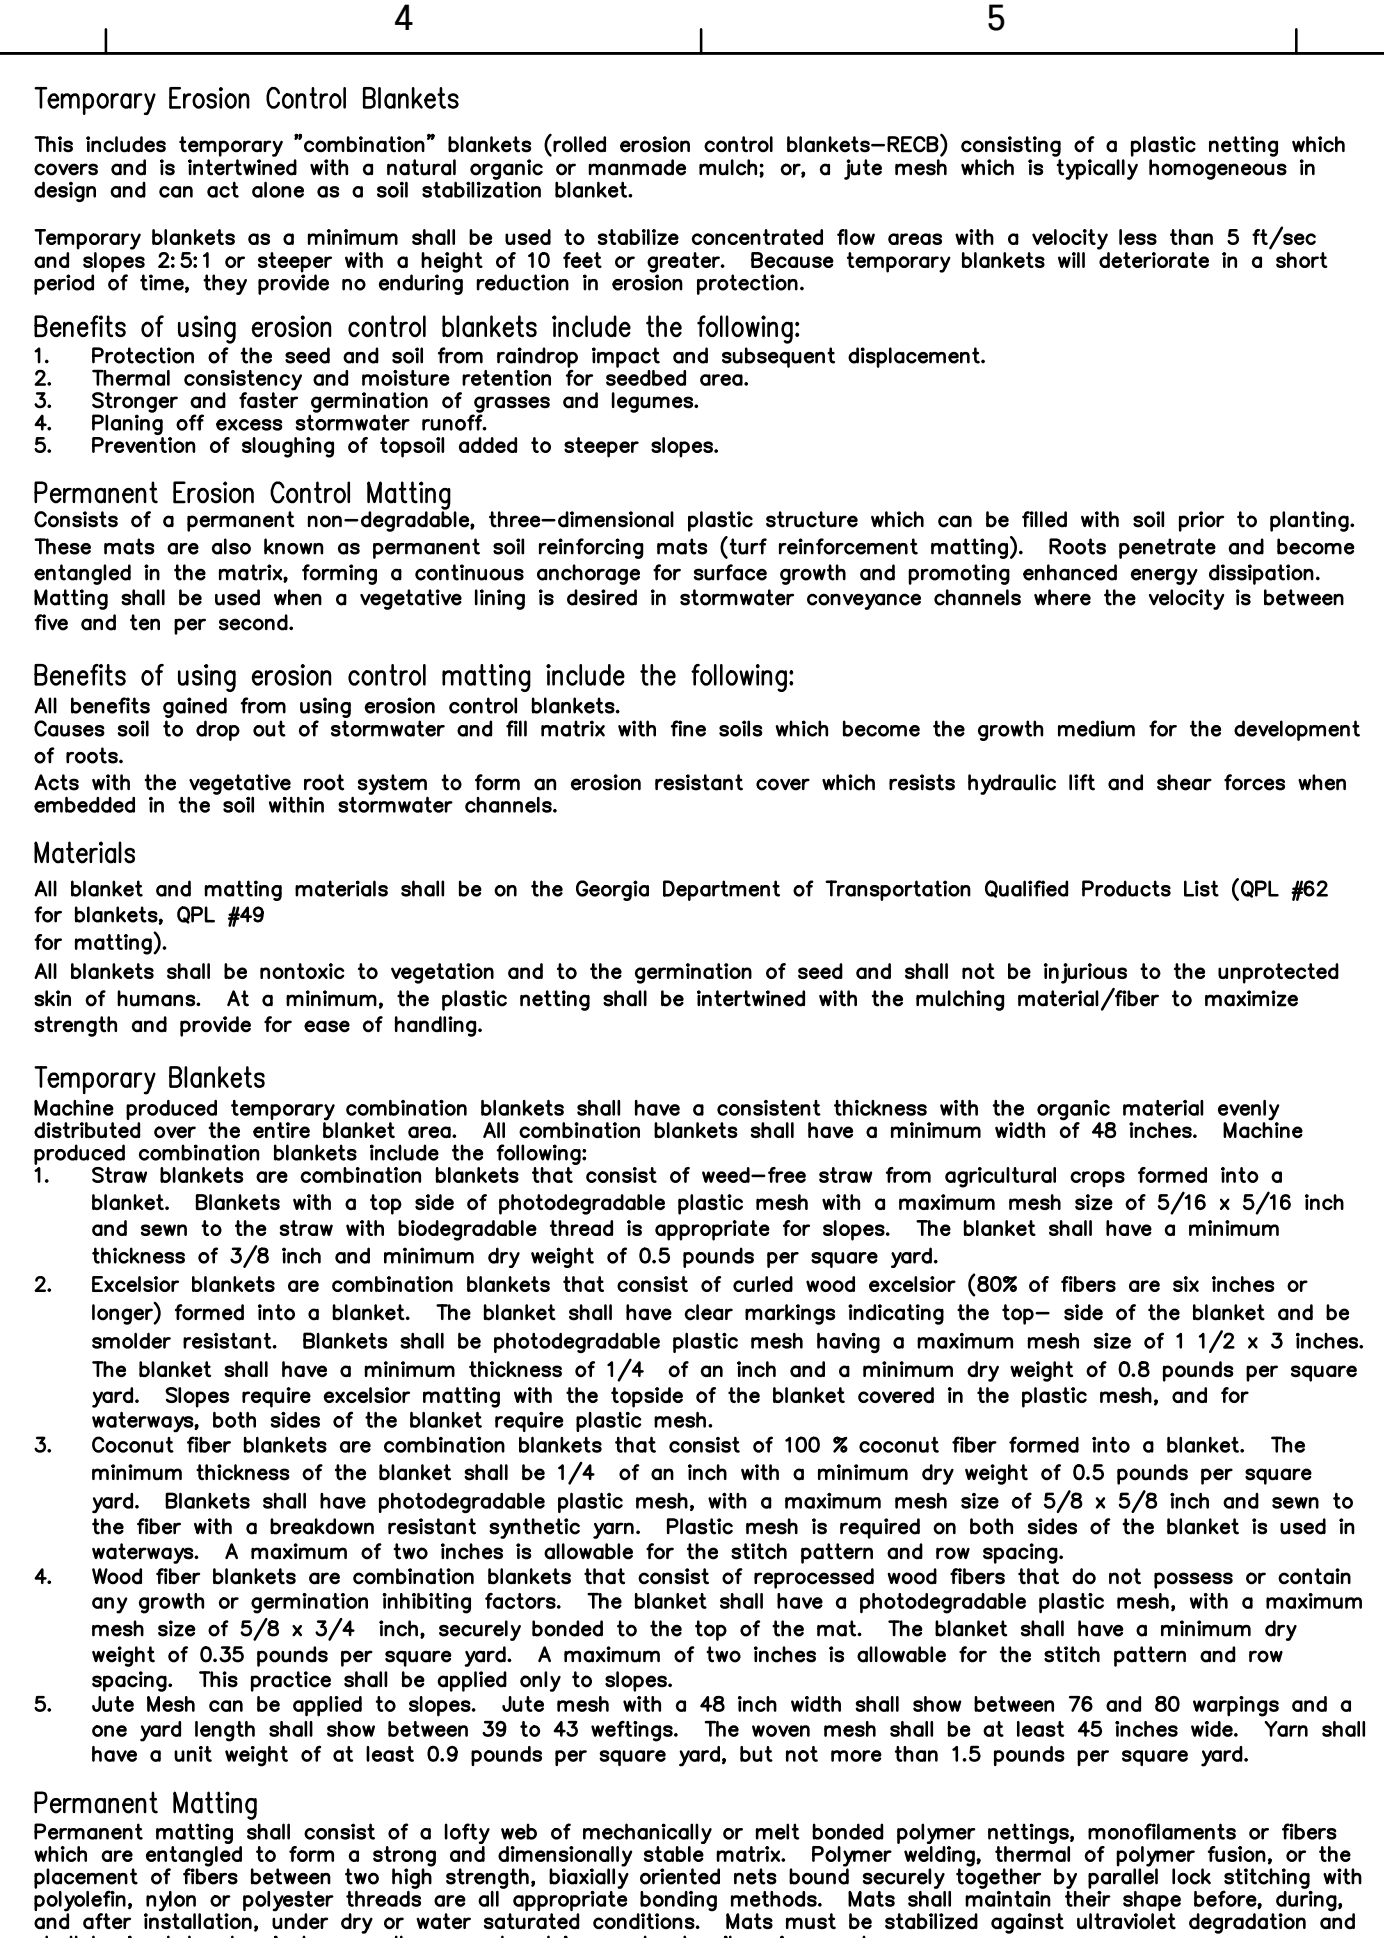 4 5
Temporary Erosion Control Blankets
This includes temporary "combination" blankets (rolled erosion control blankets-RECB) consisting of a plastic netting which
covers and is intertwined with a natural organic or manmade mulch; or, a jute mesh which is typically homogeneous in
design and can act alone as a soil stabilization blanket.
Temporary blankets as a minimum shall be used to stabilize concentrated flow areas with a velocity less than 5 ft/sec
and slopes 2:5:1 or steeper with a height of 10 feet or greater. Because temporary blankets will deteriorate in a short
period of time, they provide no enduring reduction in erosion protection.
Benefits of using erosion control blankets include the following:
1. Protection of the seed and soil from raindrop impact and subsequent displacement.
2. Thermal consistency and moisture retention for seedbed area.
3. Stronger and faster germination of grasses and legumes.
4. Planing off excess stormwater runoff.
5. Prevention of sloughing of topsoil added to steeper slopes.
Permanent Erosion Control Matting
Consists of a permanent non-degradable, three-dimensional plastic structure which can be filled with soil prior to planting.
These mats are also known as permanent soil reinforcing mats (turf reinforcement matting). Roots penetrate and become
entangled in the matrix, forming a continuous anchorage for surface growth and promoting enhanced energy dissipation.
Matting shall be used when a vegetative lining is desired in stormwater conveyance channels where the velocity is between
five and ten per second.
Benefits of using erosion control matting include the following:
All benefits gained from using erosion control blankets.
Causes soil to drop out of stormwater and fill matrix with fine soils which become the growth medium for the development
of roots.
Acts with the vegetative root system to form an erosion resistant cover which resists hydraulic lift and shear forces when
embedded in the soil within stormwater channels.
Materials
All blanket and matting materials shall be on the Georgia Department of Transportation Qualified Products List (QPL #62
for blankets, QPL #49
for matting).
All blankets shall be nontoxic to vegetation and to the germination of seed and shall not be injurious to the unprotected
skin of humans. At a minimum, the plastic netting shall be intertwined with the mulching material/fiber to maximize
strength and provide for ease of handling.
Temporary Blankets
Machine produced temporary combination blankets shall have a consistent thickness with the organic material evenly
distributed over the entire blanket area. All combination blankets shall have a minimum width of 48 inches. Machine
produced combination blankets include the following:
1. Straw blankets are combination blankets that consist of weed-free straw from agricultural crops formed into a
blanket. Blankets with a top side of photodegradable plastic mesh with a maximum mesh size of 5/16 x 5/16 inch
and sewn to the straw with biodegradable thread is appropriate for slopes. The blanket shall have a minimum
thickness of 3/8 inch and minimum dry weight of 0.5 pounds per square yard.
2. Excelsior blankets are combination blankets that consist of curled wood excelsior (80% of fibers are six inches or
longer) formed into a blanket. The blanket shall have clear markings indicating the top- side of the blanket and be
smolder resistant. Blankets shall be photodegradable plastic mesh having a maximum mesh size of 1 1/2 x 3 inches.
The blanket shall have a minimum thickness of 1/4 of an inch and a minimum dry weight of 0.8 pounds per square
yard. Slopes require excelsior matting with the topside of the blanket covered in the plastic mesh, and for
waterways, both sides of the blanket require plastic mesh.
3. Coconut fiber blankets are combination blankets that consist of 100 % coconut fiber formed into a blanket. The
minimum thickness of the blanket shall be 1/4 of an inch with a minimum dry weight of 0.5 pounds per square
yard. Blankets shall have photodegradable plastic mesh, with a maximum mesh size of 5/8 x 5/8 inch and sewn to
the fiber with a breakdown resistant synthetic yarn. Plastic mesh is required on both sides of the blanket is used in
waterways. A maximum of two inches is allowable for the stitch pattern and row spacing.
4. Wood fiber blankets are combination blankets that consist of reprocessed wood fibers that do not possess or contain
any growth or germination inhibiting factors. The blanket shall have a photodegradable plastic mesh, with a maximum
mesh size of 5/8 x 3/4 inch, securely bonded to the top of the mat. The blanket shall have a minimum dry
weight of 0.35 pounds per square yard. A maximum of two inches is allowable for the stitch pattern and row
spacing. This practice shall be applied only to slopes.
5. Jute Mesh can be applied to slopes. Jute mesh with a 48 inch width shall show between 76 and 80 warpings and a
one yard length shall show between 39 to 43 weftings. The woven mesh shall be at least 45 inches wide. Yarn shall
have a unit weight of at least 0.9 pounds per square yard, but not more than 1.5 pounds per square yard.
Permanent Matting
Permanent matting shall consist of a lofty web of mechanically or melt bonded polymer nettings, monofilaments or fibers
which are entangled to form a strong and dimensionally stable matrix. Polymer welding, thermal of polymer fusion, or the
placement of fibers between two high strength, biaxially oriented nets bound securely together by parallel lock stitching with
polyolefin, nylon or polyester threads are all appropriate bonding methods. Mats shall maintain their shape before, during,
and after installation, under dry or water saturated conditions. Mats must be stabilized against ultraviolet degradation and